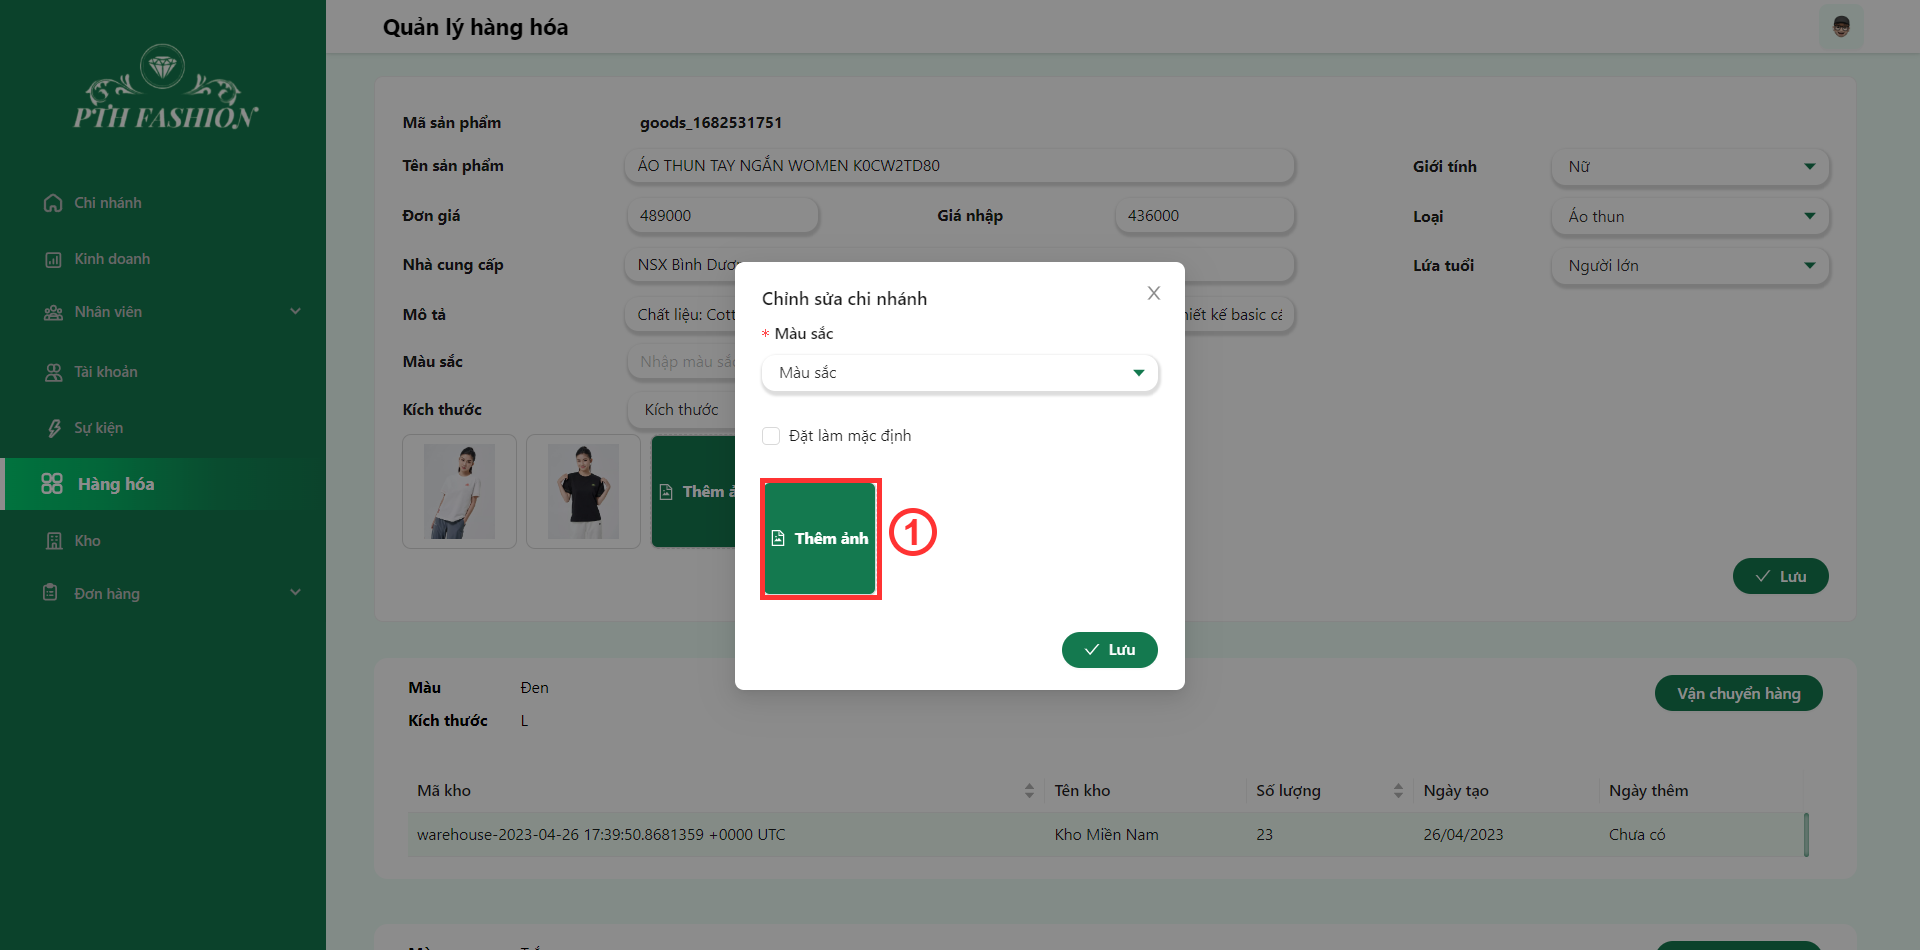 PTH FASHION
Chi nhánh
Kinh doanh
Nhân viên
Tài khoản
Sự kiện
Hàng hóa
Kho
Đơn hàng
Quản lý hàng hóa
Mã sản phẩm
goods_1682531751
Tên sản phẩm
ÁO THUN TAY NGẮN WOMEN K0CW2TD80
Giới tính
Nữ
Đơn giá
489000
Giá nhập
436000
Loại
Áo thun
Nhà cung cấp
NSX Bình Dươ
Lứa tuổi
Người lớn
Mô tả
Chất liệu: Cott
hiết kế basic cá
Màu sắc
Nhập màu sắ
Kích thước
Kích thước
Thêm ả
Lưu
Chỉnh sửa chi nhánh
* Màu sắc
Màu sắc
Đặt làm mặc định
Thêm ảnh
1
Lưu
Màu
Đen
Vận chuyển hàng
Kích thước
L
Mã kho
Tên kho
Số lượng
Ngày tạo
Ngày thêm
warehouse-2023-04-26 17:39:50.8681359 +0000 UTC
Kho Miền Nam
23
26/04/2023
Chưa có